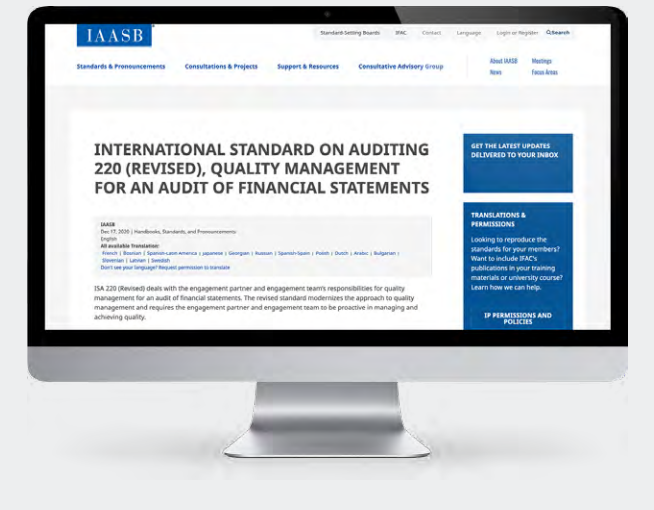 IAASB
Standard-Setting Boards IFAC Contact Language Login or Register Search
Standards & Pronouncements Consultations & Projects Support & Resources Consultative Advisory Group
About IAASB Meetings
News Focus Areas
INTERNATIONAL STANDARD ON AUDITING
220 (REVISED), QUALITY MANAGEMENT
FOR AN AUDIT OF FINANCIAL STATEMENTS
IAASB
Dec 17, 2020 | Handbooks, Standards, and Pronouncements
English
All available Translation:
French | Bosnian | Spanish-Latin America | Japanese | Georgian | Russian | Spanish-Spain | Polish | Dutch | Arabic | Bulgarian |
Slovenian | Latvian | Swedish
Don't see your language? Request permission to translate
ISA 220 (Revised) deals with the engagement partner and engagement team's responsibilities for quality
management for an audit of financial statements. The revised standard modernizes the approach to quality
management and requires the engagement partner and engagement team to be proactive in managing and
achieving quality.
GET THE LATEST UPDATES
DELIVERED TO YOUR INBOX
TRANSLATIONS &
PERMISSIONS
Looking to reproduce the
standards for your members?
Want to include IFAC's
publications in your training
materials or university course?
Learn how we can help.
IP PERMISSIONS AND
POLICIES